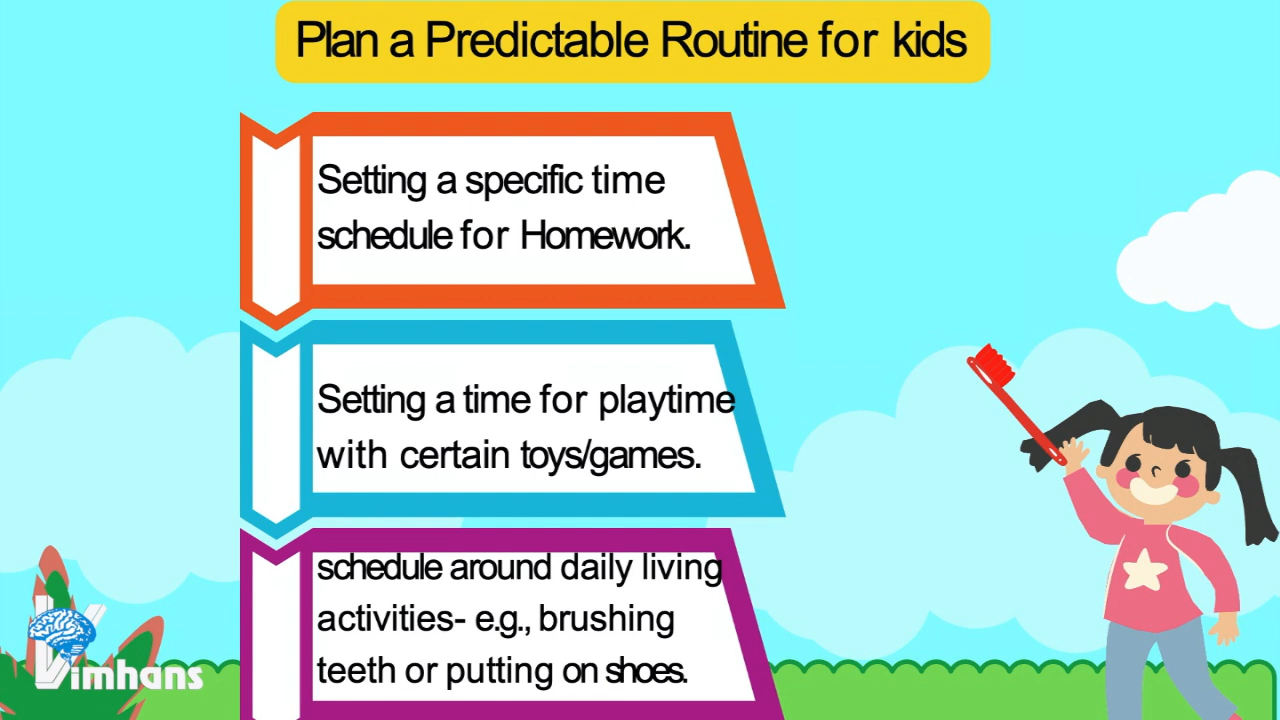 Plan a Predictable Routine for kids
Setting a specific time
schedule for Homework.
Setting a time for playtime
with certain toys/games.
schedule around daily living
activities- e.g., brushing
teeth or putting on shoes.
Vimhans